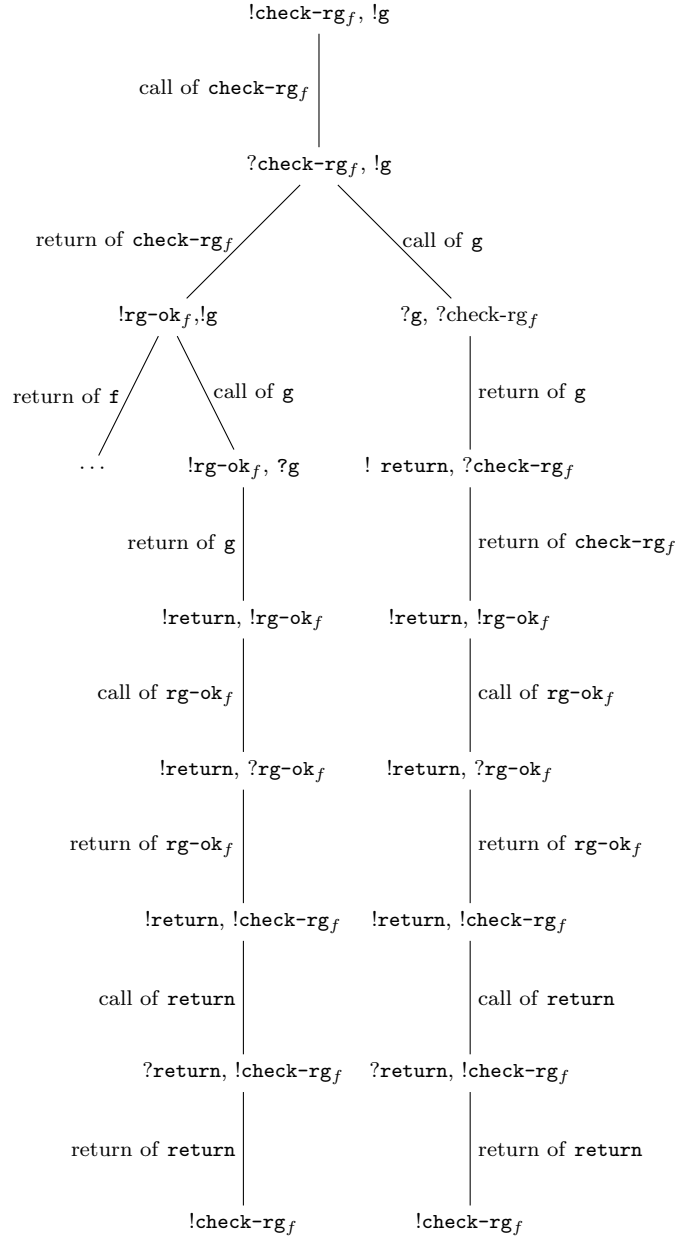 !check-rg_f, !g
call of check-rg_f
?check-rg_f, !g
return of check-rg_f
call of g
!rg-ok_f,!g
?g, ?check-rg_f
return of f
call of g
return of g
...
!rg-ok_f, ?g
! return, ?check-rg_f
return of g
return of check-rg_f
!return, !rg-ok_f
!return, !rg-ok_f
call of rg-ok_f
call of rg-ok_f
!return, ?rg-ok_f
!return, ?rg-ok_f
return of rg-ok_f
return of rg-ok_f
!return, !check-rg_f
!return, !check-rg_f
call of return
call of return
?return, !check-rg_f
?return, !check-rg_f
return of return
return of return
!check-rg_f
!check-rg_f